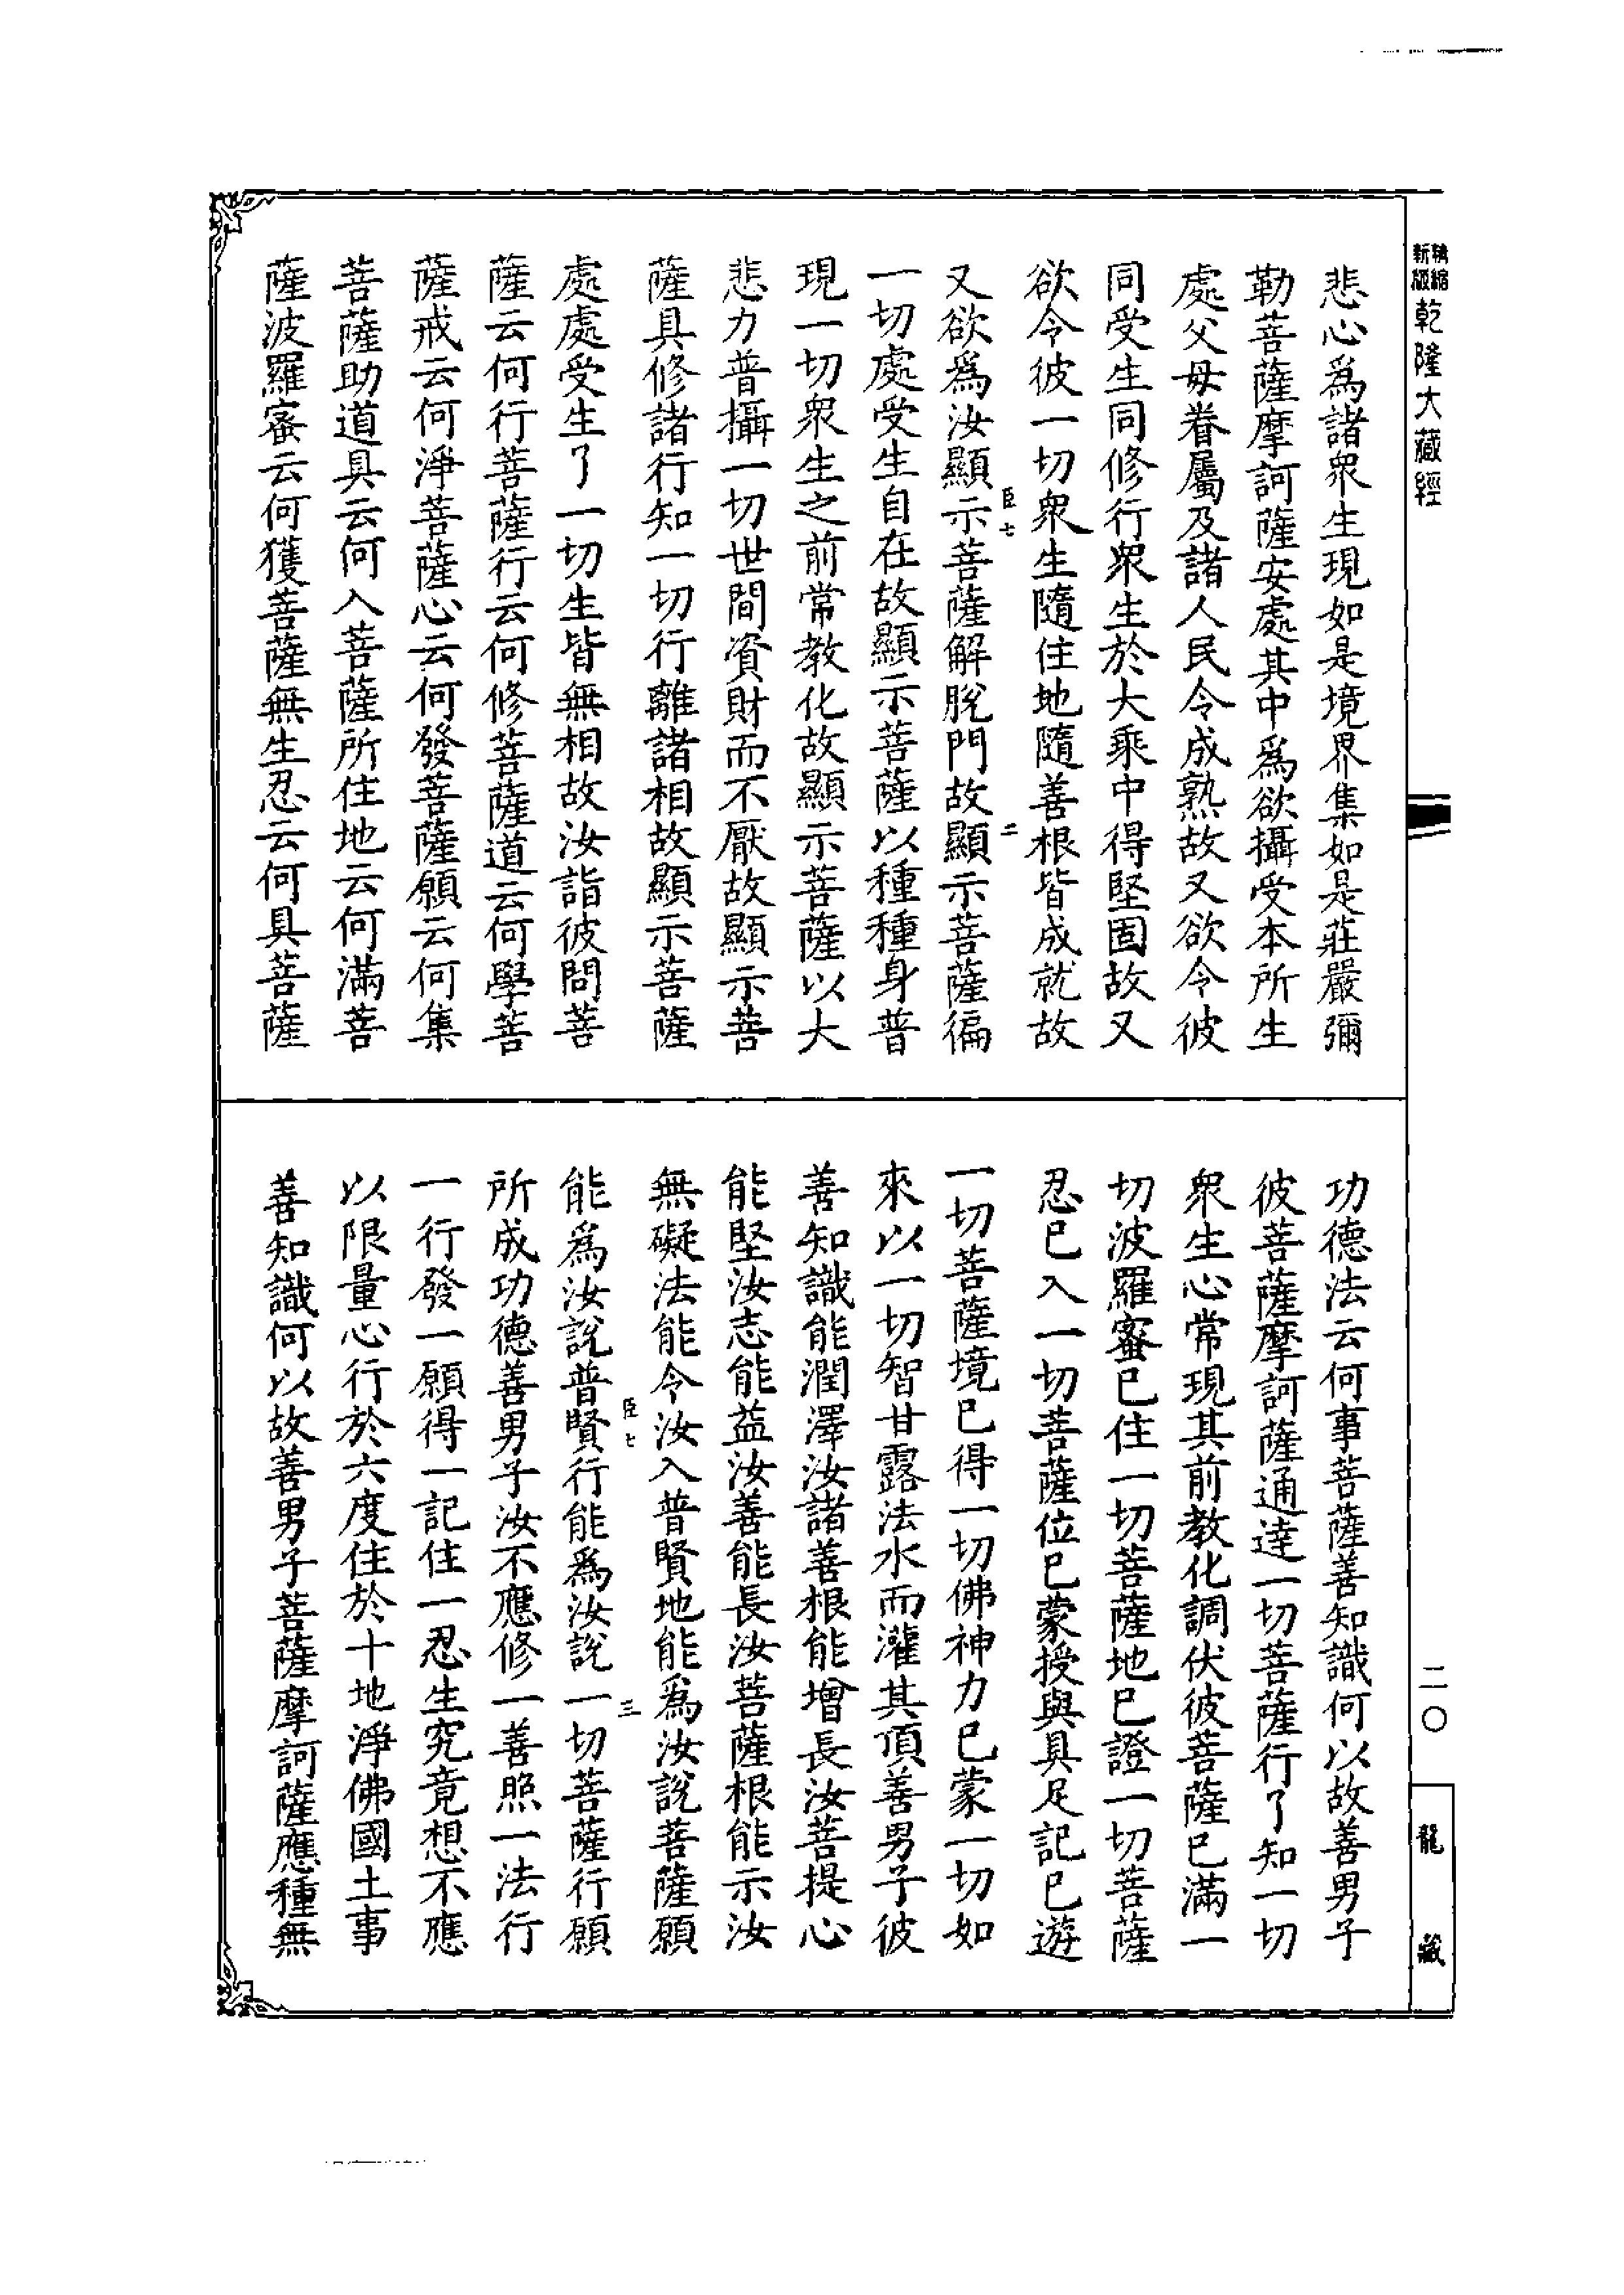 新版
精縮
乾隆大藏經
悲心爲諸衆生現如是境界集如是莊嚴彌
勒菩薩摩訶薩安處其中爲欲攝受本所生
處父母眷屬及諸人民令成熟故又欲令彼
同受生同修行衆生於大乘中得堅固故又
欲令彼一切衆生隨住地隨善根皆成就故
臣七
二
又欲爲汝顯示菩薩解脫門故顯示菩薩徧
一切處受生自在故顯示菩薩以種種身普
現一切衆生之前常教化故顯示菩薩以大
悲力普攝一切世間資財而不厭故顯示菩
薩具修諸行知一切行離諸相故顯示菩薩
處處受生了一切生皆無相故汝詣彼問菩
薩云何行菩薩行云何修菩薩道云何學菩
薩戒云何淨菩薩心云何發菩薩願云何集
菩薩助道具云何入菩薩所住地云何滿菩
薩波羅蜜云何獲菩薩無生忍云何具菩薩
功德法云何事菩薩善知識何以故善男子
彼菩薩摩訶薩通達一切菩薩行了知一切
衆生心常現其前教化調伏彼菩薩已滿一
切波羅蜜已住一切菩薩地已證一切菩薩
忍已入一切菩薩位已蒙授與具足記已遊
一切菩薩境已得一切佛神力已蒙一切如
來以一切智甘露法水而灌其頂善男子彼
善知識能潤澤汝諸善根能增長汝菩提心
能堅汝志能益汝善能長汝菩薩根能示汝
無礙法能令汝入普賢地能爲汝說菩薩願
臣七
三
能爲汝說普賢行能爲汝說一切菩薩行願
所成功德善男子汝不應修一善照一法行
一行發一願得一記住一忍生究竟想不應
以限量心行於六度住於十地淨佛國土事
善知識何以故善男子菩薩摩訶薩應種無
二〇
龍藏